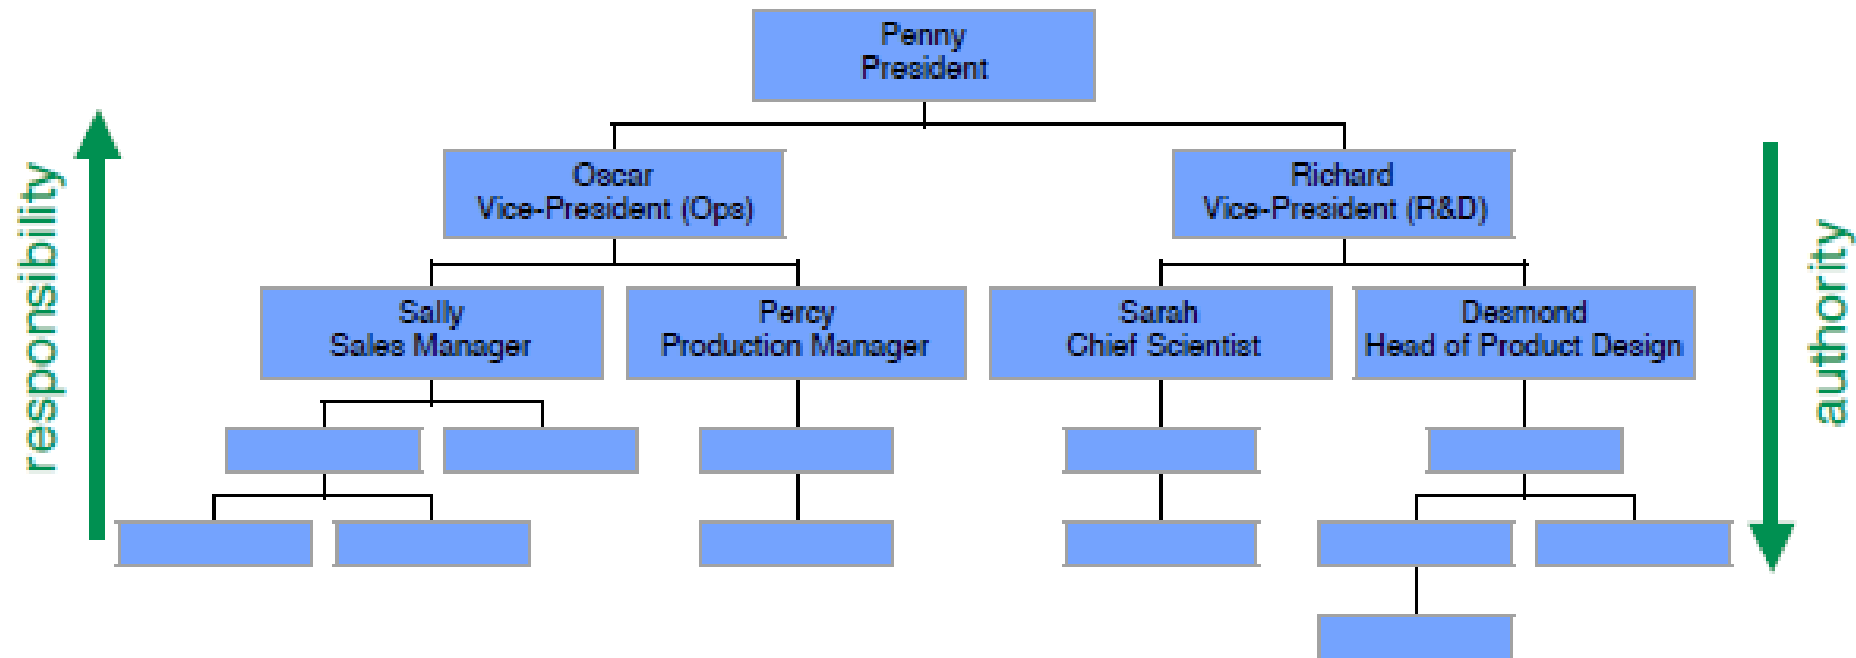 Penny
President
responsibility
Oscar
Vice-President (Ops)
Richard
Vice-President (R&D)
authority
Sally
Sales Manager
Percy
Production Manager
Sarah
Chief Scientist
Desmond
Head of Product Design